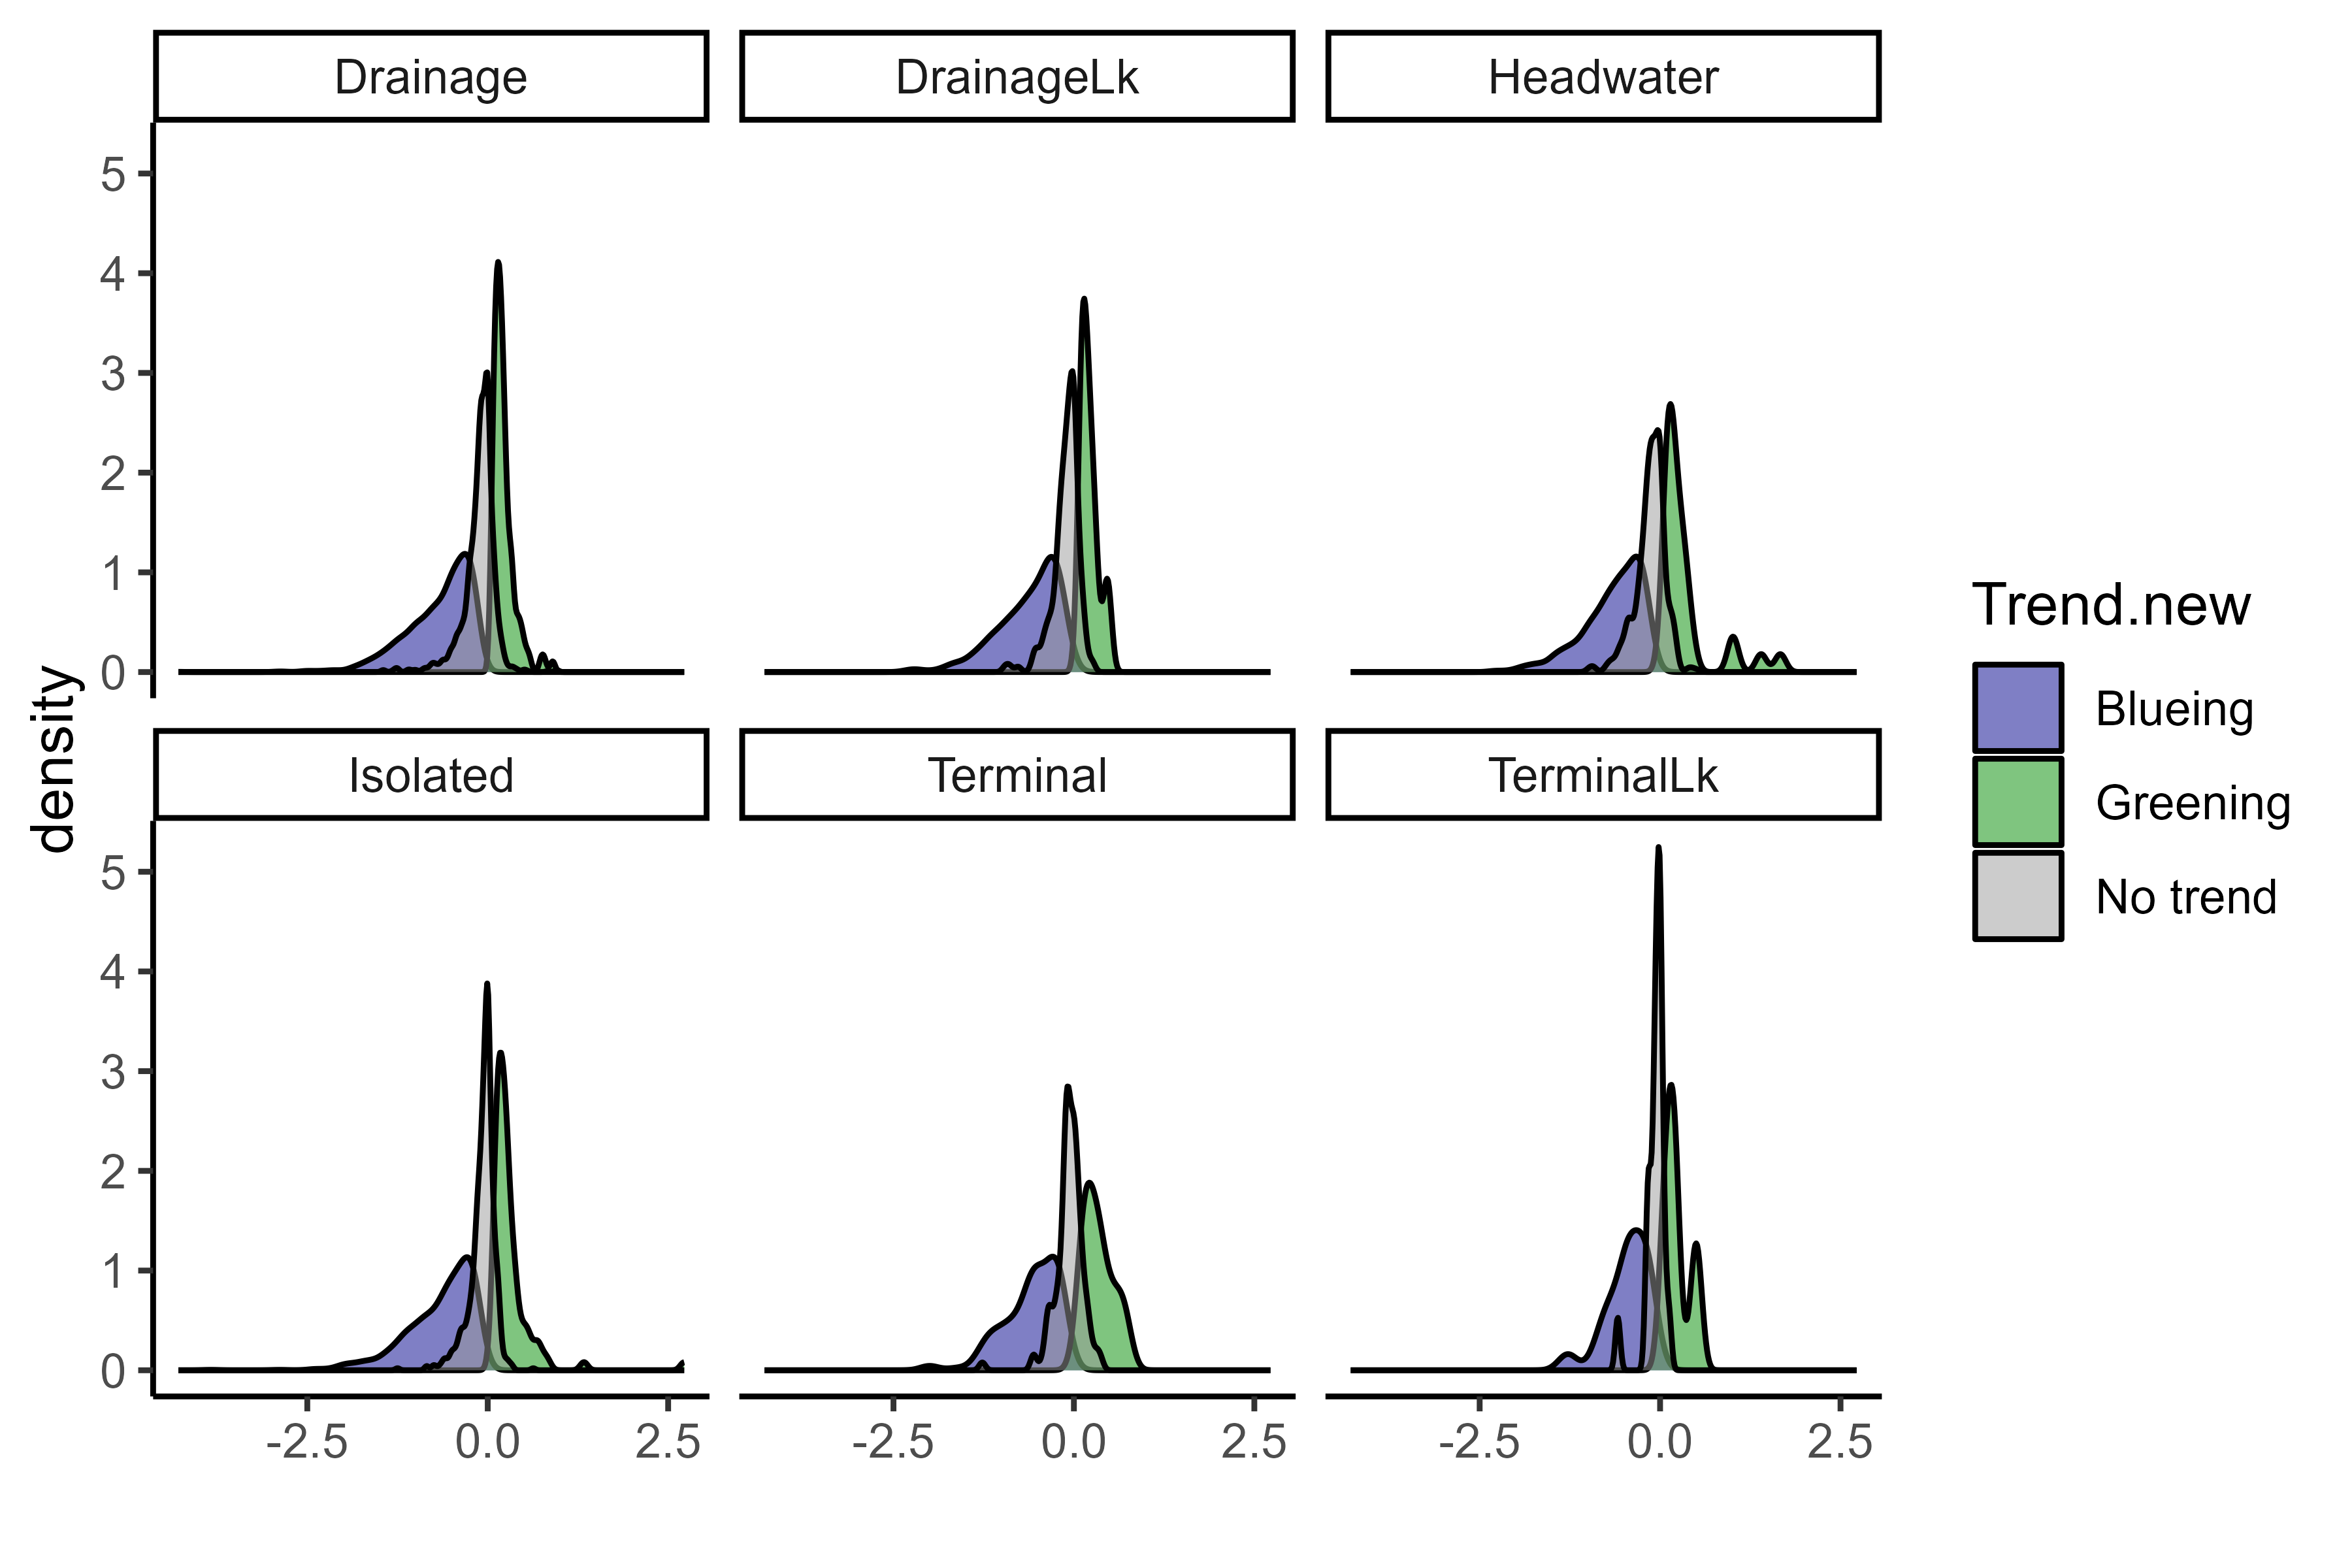 Drainage
DrainageLk
Headwater
5
4
3
2
1
0
Isolated
Terminal
TerminalLk
5
4
3
2
1
0
-2.5
0.0
2.5
-2.5
0.0
2.5
-2.5
0.0
2.5
density
Trend.new
Blueing
Greening
No trend